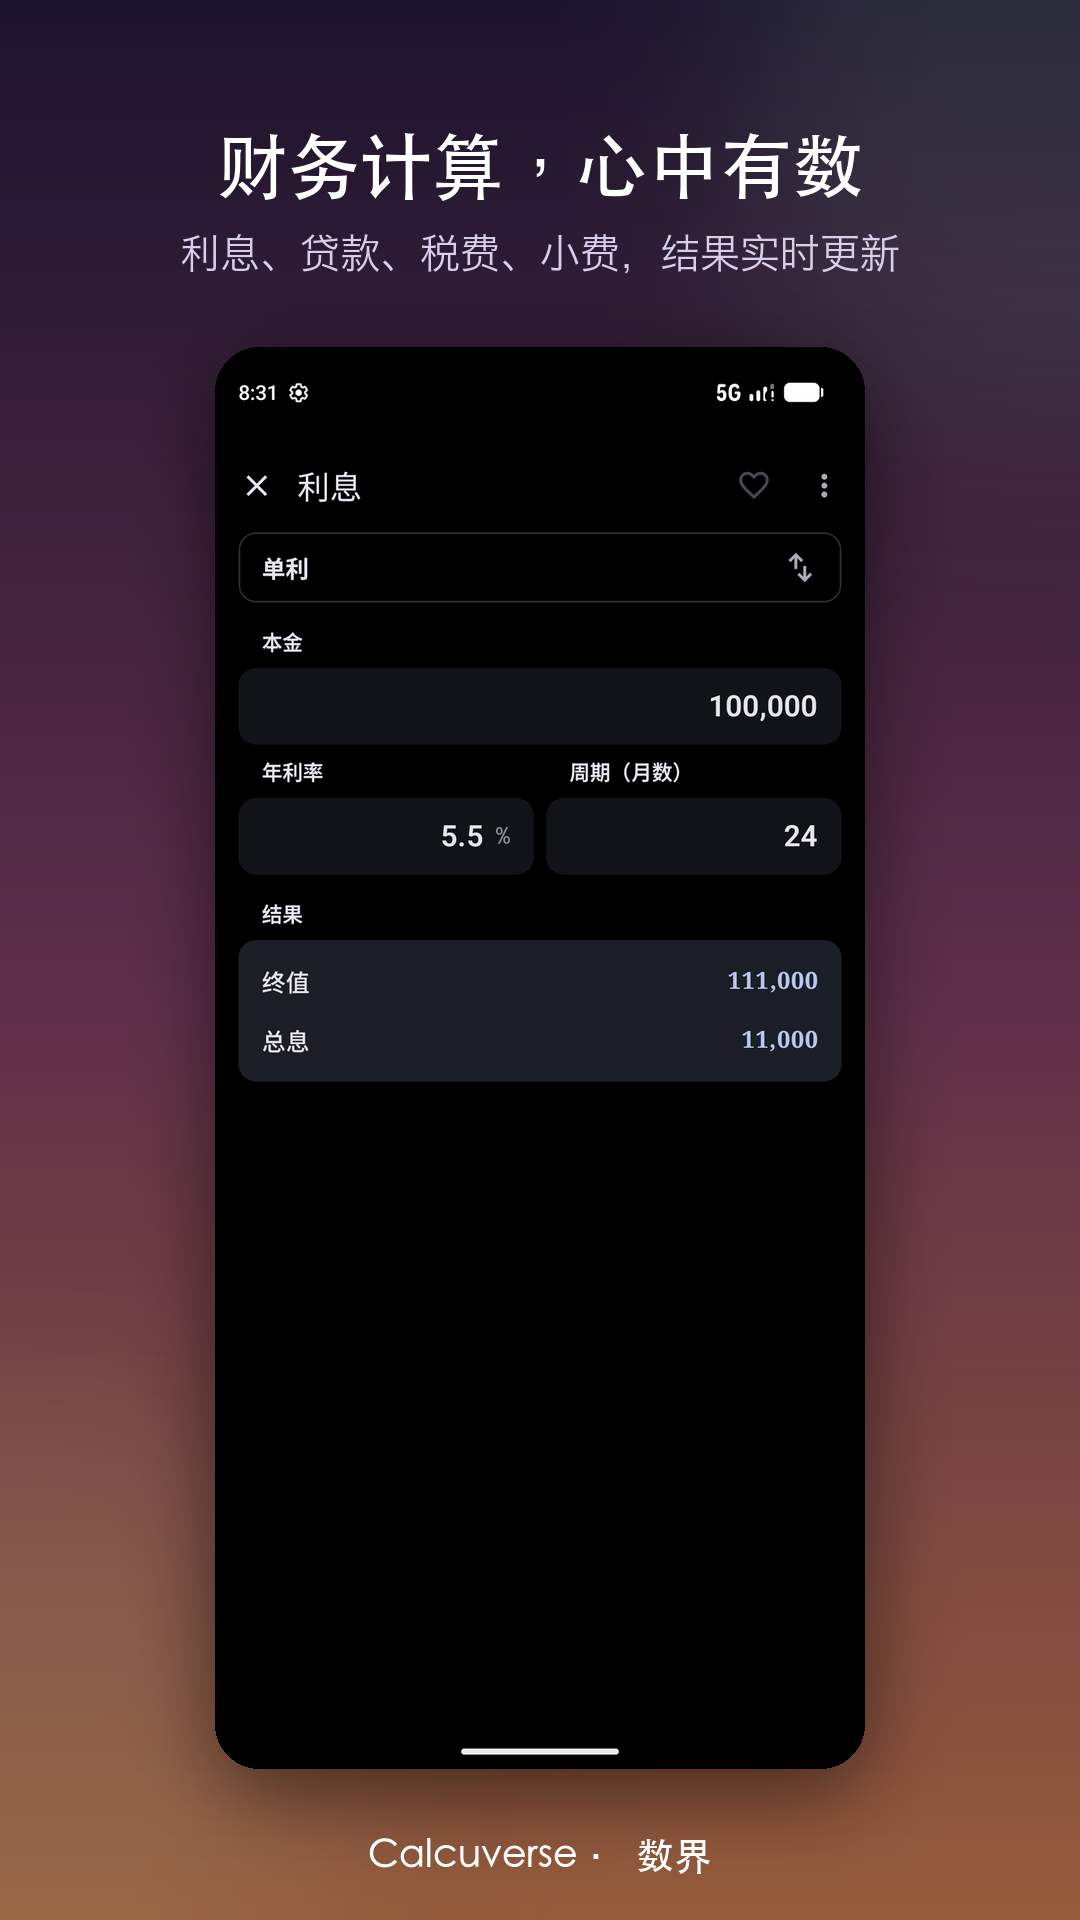 财务计算，心中有数
利息、贷款、税费、小费，结果实时更新
8:31 5G
利息
单利
本金
100,000
年利率 周期（月数）
5.5 % 24
结果
终值 111,000
总息 11,000
Calcuverse · 数界